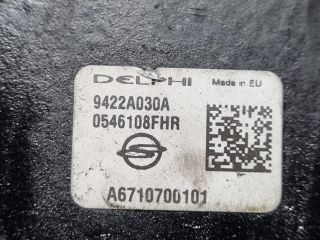 DELPHI Made in EU
9422A030A
0546108FHR
A6710700101